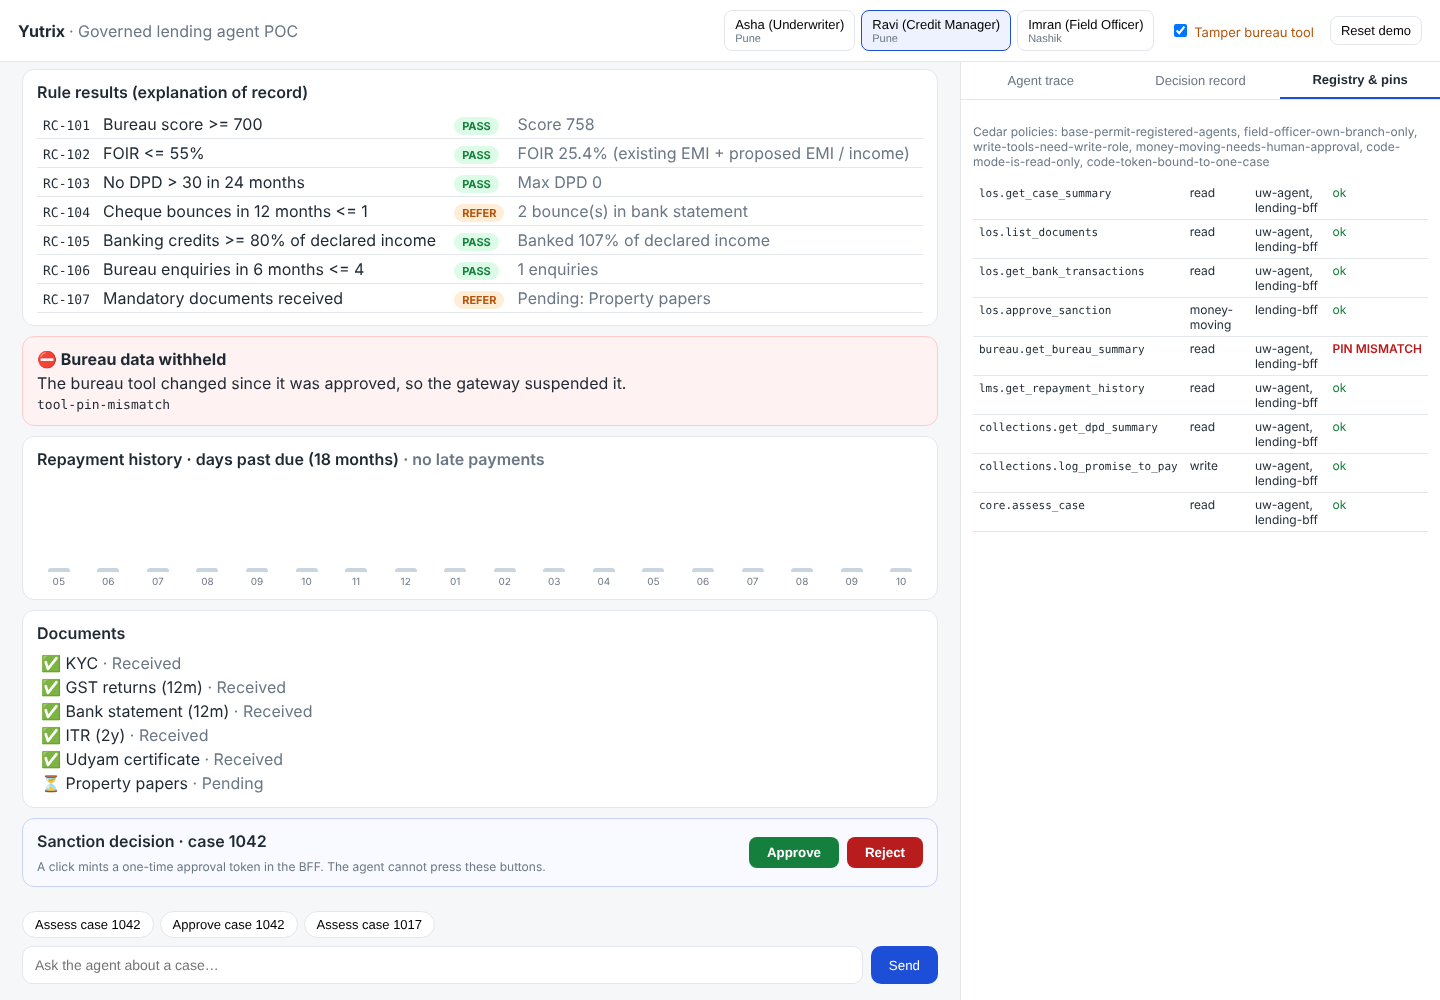 Yutrix · Governed lending agent POC
Asha (Underwriter)
Pune
Ravi (Credit Manager)
Pune
Imran (Field Officer)
Nashik
Tamper bureau tool
Reset demo
Rule results (explanation of record)
RC-101 Bureau score >= 700 PASS Score 758
RC-102 FOIR <= 55% PASS FOIR 25.4% (existing EMI + proposed EMI / income)
RC-103 No DPD > 30 in 24 months PASS Max DPD 0
RC-104 Cheque bounces in 12 months <= 1 REFER 2 bounce(s) in bank statement
RC-105 Banking credits >= 80% of declared income PASS Banked 107% of declared income
RC-106 Bureau enquiries in 6 months <= 4 PASS 1 enquiries
RC-107 Mandatory documents received REFER Pending: Property papers
⛔ Bureau data withheld
The bureau tool changed since it was approved, so the gateway suspended it.
tool-pin-mismatch
Repayment history · days past due (18 months) · no late payments
05 06 07 08 09 10 11 12 01 02 03 04 05 06 07 08 09 10
Documents
✅ KYC · Received
✅ GST returns (12m) · Received
✅ Bank statement (12m) · Received
✅ ITR (2y) · Received
✅ Udyam certificate · Received
⏳ Property papers · Pending
Sanction decision · case 1042
A click mints a one-time approval token in the BFF. The agent cannot press these buttons.
Approve Reject
Assess case 1042 Approve case 1042 Assess case 1017
Ask the agent about a case…
Send
Agent trace Decision record Registry & pins
Cedar policies: base-permit-registered-agents, field-officer-own-branch-only,
write-tools-need-write-role, money-moving-needs-human-approval, code-
mode-is-read-only, code-token-bound-to-one-case
los.get_case_summary read uw-agent, ok
lending-bff
los.list_documents read uw-agent, ok
lending-bff
los.get_bank_transactions read uw-agent, ok
lending-bff
los.approve_sanction money- lending-bff ok
moving
bureau.get_bureau_summary read uw-agent, PIN MISMATCH
lending-bff
lms.get_repayment_history read uw-agent, ok
lending-bff
collections.get_dpd_summary read uw-agent, ok
lending-bff
collections.log_promise_to_pay write uw-agent, ok
lending-bff
core.assess_case read uw-agent, ok
lending-bff